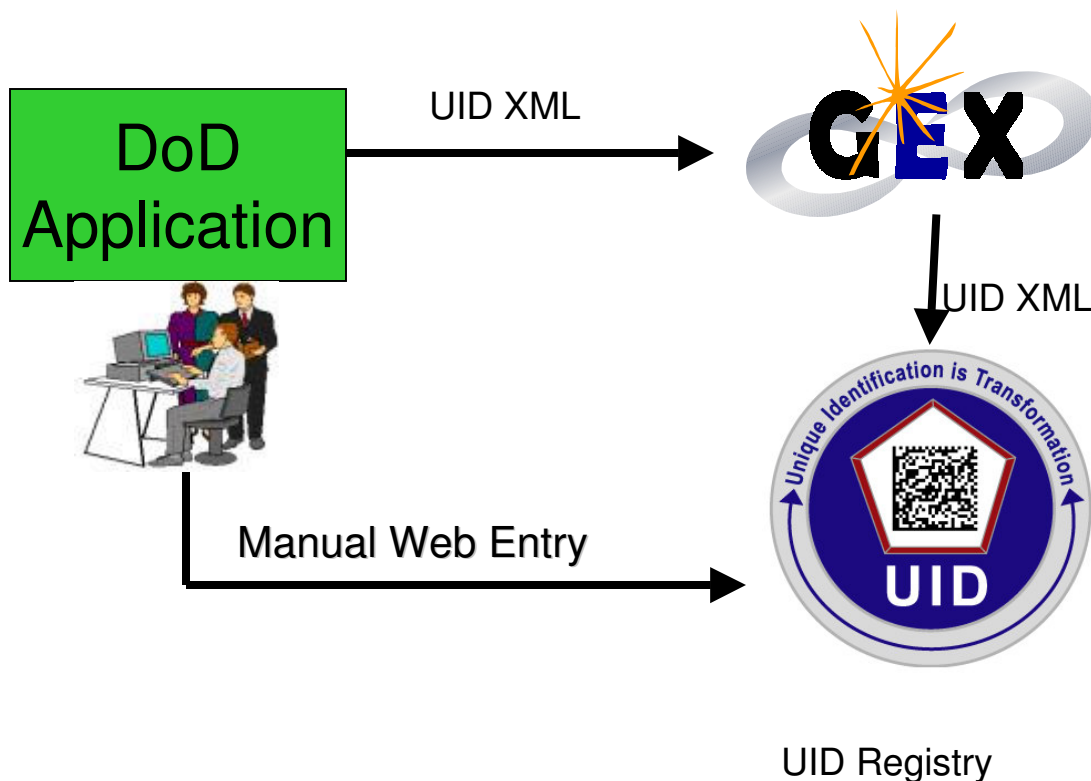 DoD
Application
UID XML
GEX
UID XML
Unique Identification is Transformation
UID
Manual Web Entry
UID Registry